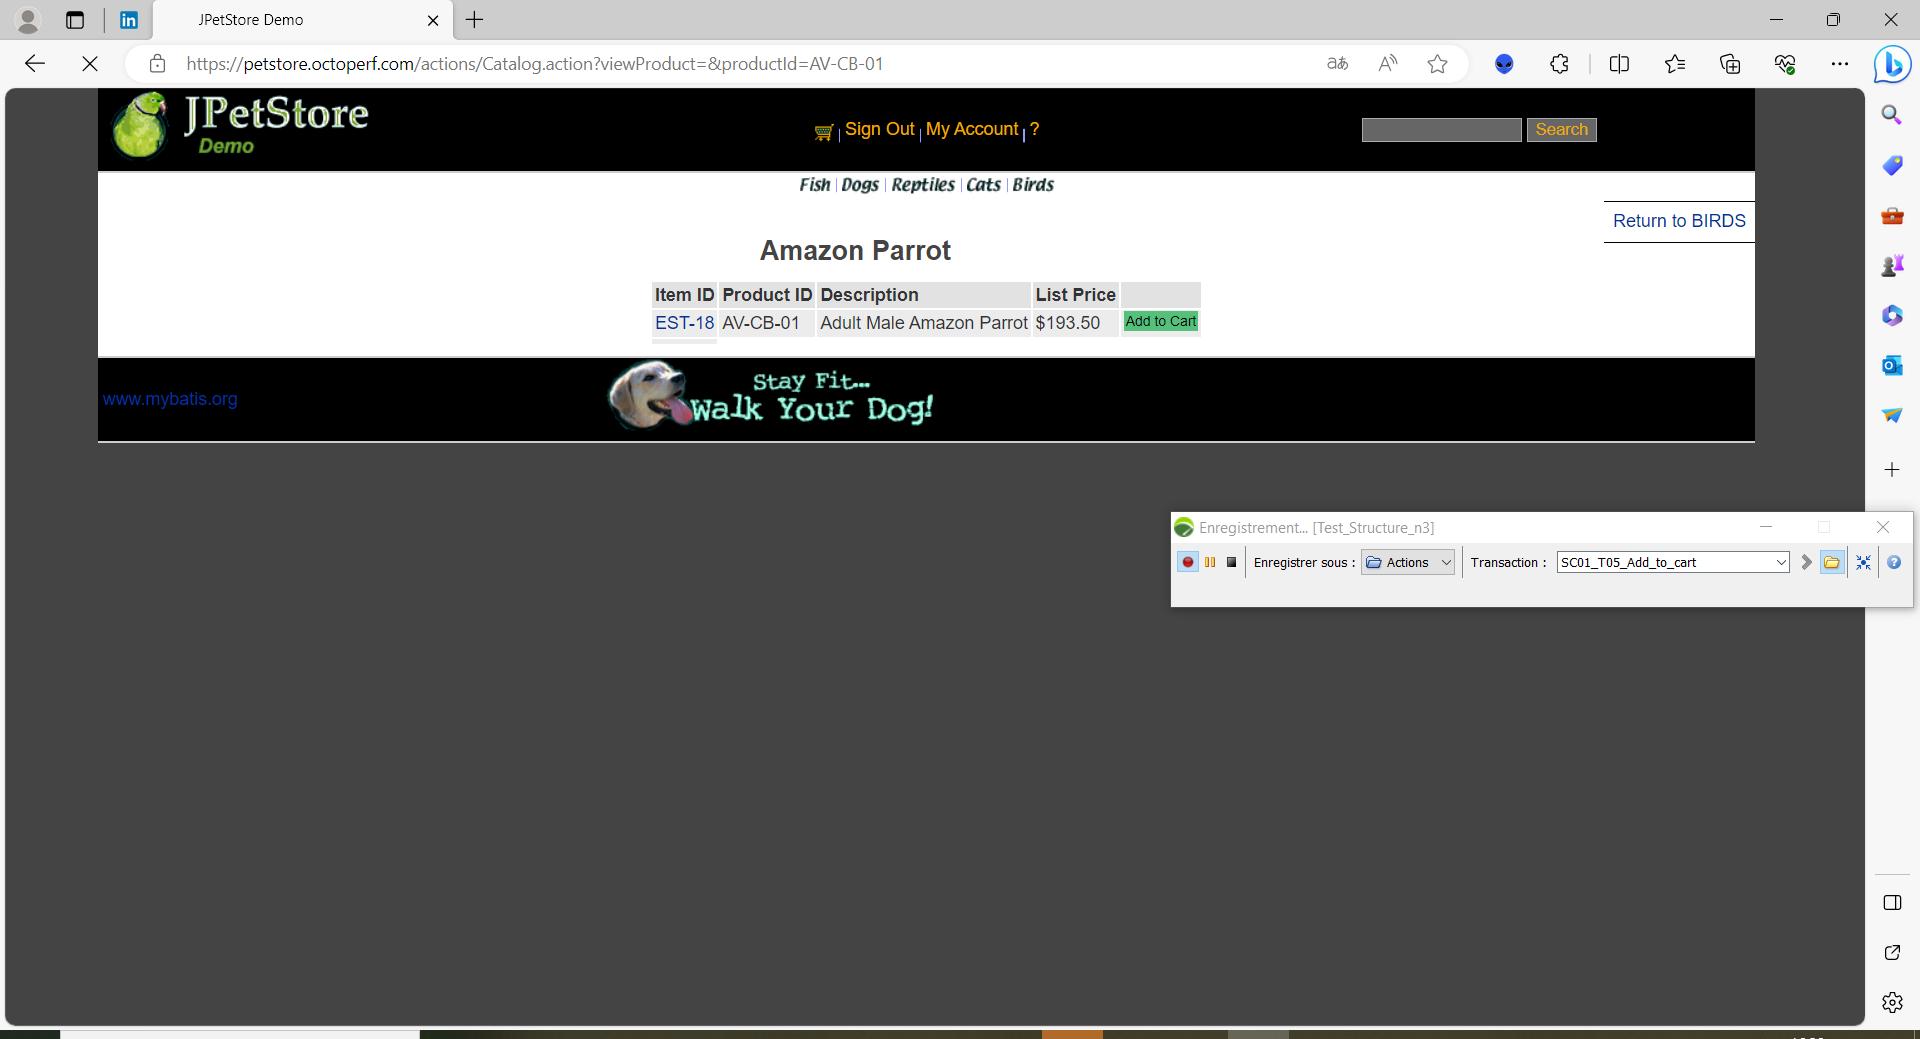 JPetStore Demo
https://petstore.octoperf.com/actions/Catalog.action?viewProduct=&productId=AV-CB-01
JPetStore
Demo
Sign Out | My Account | ?
Search
Fish | Dogs | Reptiles | Cats | Birds
Return to BIRDS
Amazon Parrot
Item ID Product ID Description List Price
EST-18 AV-CB-01 Adult Male Amazon Parrot $193.50 Add to Cart
www.mybatis.org
Stay Fit...
Walk Your Dog!
Enregistrement... [Test_Structure_n3]
Enregistrer sous : Actions Transaction : SC01_T05_Add_to_cart